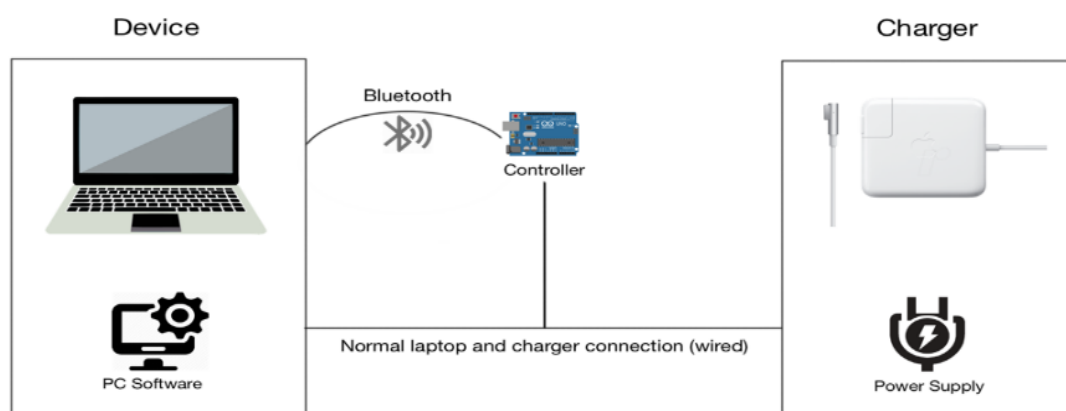 Device
Charger
Bluetooth
Controller
Normal laptop and charger connection (wired)
PC Software
Power Supply